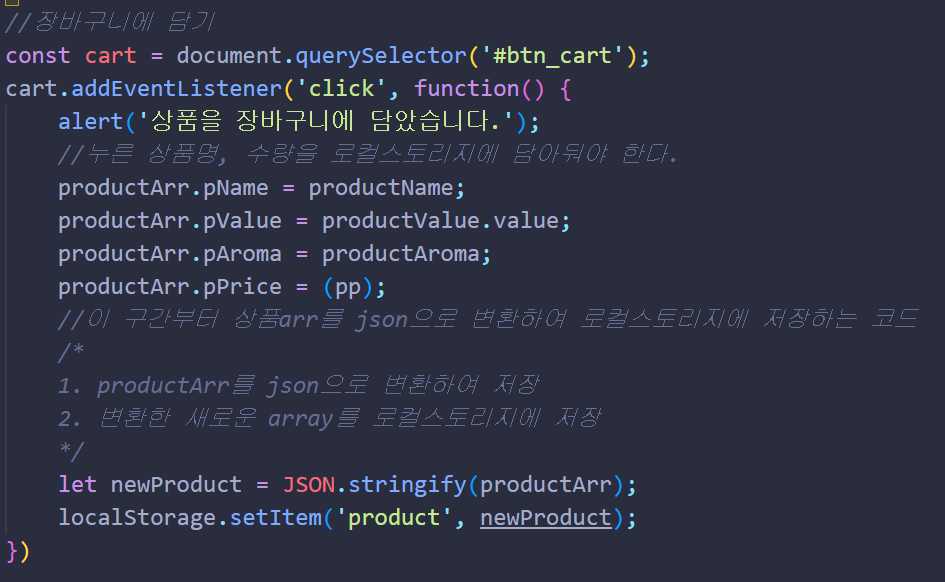 //장바구니에 담기
const cart = document.querySelector('#btn_cart');
cart.addEventListener('click', function() {
alert('상품을 장바구니에 담았습니다.');
//누른 상품명, 수량을 로컬스토리지에 담아둬야 한다.
productArr.pName = productName;
productArr.pValue = productValue.value;
productArr.pAroma = productAroma;
productArr.pPrice = (pp);
//이 구간부터 상품arr를 json으로 변환하여 로컬스토리지에 저장하는 코드
/*
1. productArr를 json으로 변환하여 저장
2. 변환한 새로운 array를 로컬스토리지에 저장
*/
let newProduct = JSON.stringify(productArr);
localStorage.setItem('product', newProduct);
})